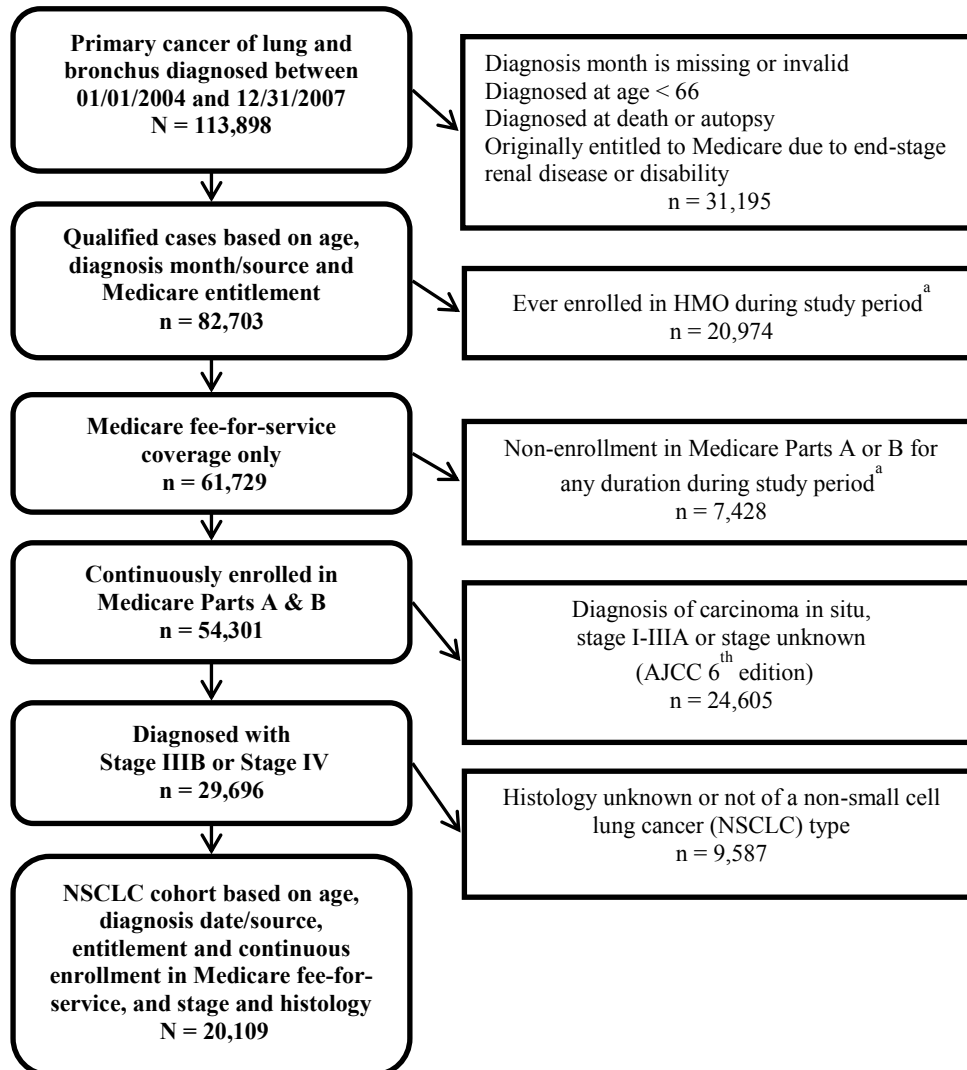 Primary cancer of lung and
bronchus diagnosed between
01/01/2004 and 12/31/2007
N = 113,898
Diagnosis month is missing or invalid
Diagnosed at age < 66
Diagnosed at death or autopsy
Originally entitled to Medicare due to end-stage
renal disease or disability
n = 31,195
Qualified cases based on age,
diagnosis month/source and
Medicare entitlement
n = 82,703
Ever enrolled in HMO during study period a
n = 20,974
Medicare fee-for-service
coverage only
n = 61,729
Non-enrollment in Medicare Parts A or B for
any duration during study period a
n = 7,428
Continuously enrolled in
Medicare Parts A & B
n = 54,301
Diagnosis of carcinoma in situ,
stage I-IIIA or stage unknown
(AJCC 6th edition)
n = 24,605
Diagnosed with
Stage IIIB or Stage IV
n = 29,696
Histology unknown or not of a non-small cell
lung cancer (NSCLC) type
n = 9,587
NSCLC cohort based on age,
diagnosis date/source,
entitlement and continuous
enrollment in Medicare fee-for-
service, and stage and histology
N = 20,109